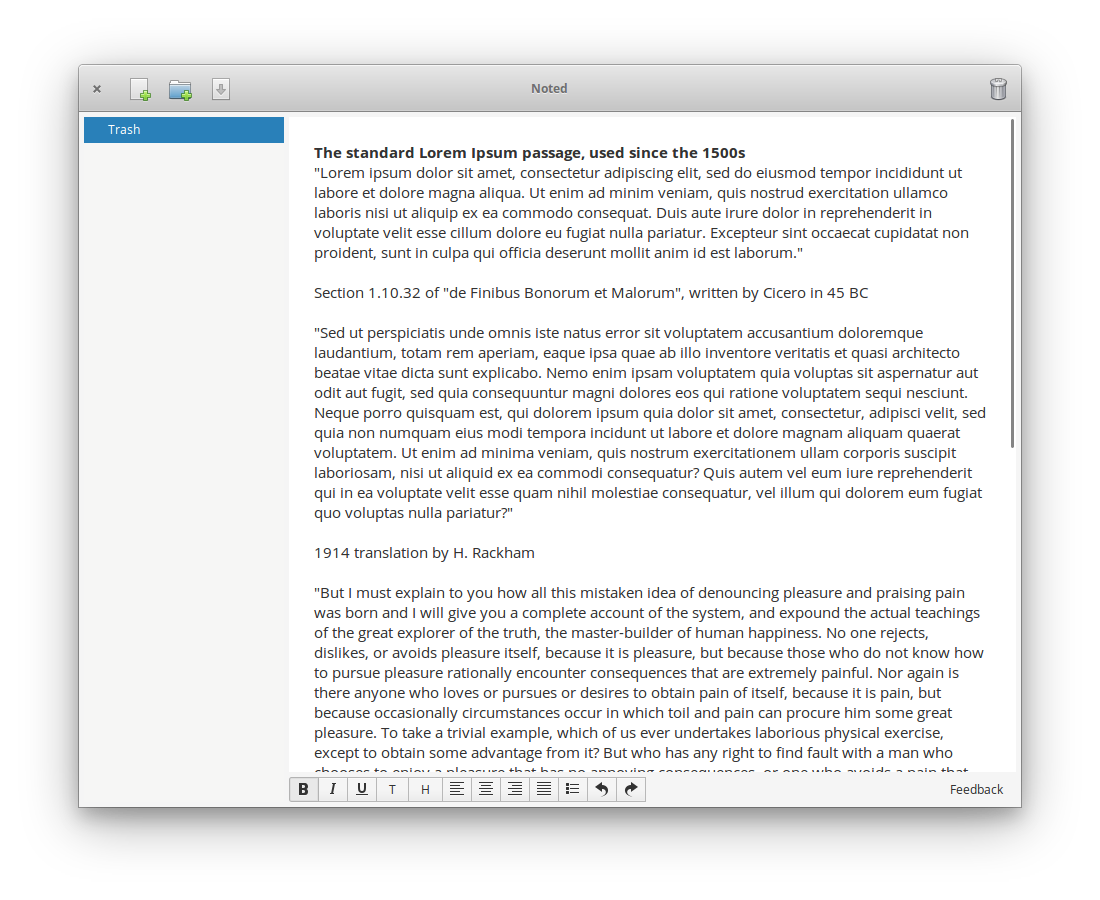 Noted
Trash
The standard Lorem Ipsum passage, used since the 1500s
"Lorem ipsum dolor sit amet, consectetur adipiscing elit, sed do eiusmod tempor incididunt ut
labore et dolore magna aliqua. Ut enim ad minim veniam, quis nostrud exercitation ullamco
laboris nisi ut aliquip ex ea commodo consequat. Duis aute irure dolor in reprehenderit in
voluptate velit esse cillum dolore eu fugiat nulla pariatur. Excepteur sint occaecat cupidatat non
proident, sunt in culpa qui officia deserunt mollit anim id est laborum."
Section 1.10.32 of "de Finibus Bonorum et Malorum", written by Cicero in 45 BC
"Sed ut perspiciatis unde omnis iste natus error sit voluptatem accusantium doloremque
laudantium, totam rem aperiam, eaque ipsa quae ab illo inventore veritatis et quasi architecto
beatae vitae dicta sunt explicabo. Nemo enim ipsam voluptatem quia voluptas sit aspernatur aut
odit aut fugit, sed quia consequuntur magni dolores eos qui ratione voluptatem sequi nesciunt.
Neque porro quisquam est, qui dolorem ipsum quia dolor sit amet, consectetur, adipisci velit, sed
quia non numquam eius modi tempora incidunt ut labore et dolore magnam aliquam quaerat
voluptatem. Ut enim ad minima veniam, quis nostrum exercitationem ullam corporis suscipit
laboriosam, nisi ut aliquid ex ea commodi consequatur? Quis autem vel eum iure reprehenderit
qui in ea voluptate velit esse quam nihil molestiae consequatur, vel illum qui dolorem eum fugiat
quo voluptas nulla pariatur?"
1914 translation by H. Rackham
"But I must explain to you how all this mistaken idea of denouncing pleasure and praising pain
was born and I will give you a complete account of the system, and expound the actual teachings
of the great explorer of the truth, the master-builder of human happiness. No one rejects,
dislikes, or avoids pleasure itself, because it is pleasure, but because those who do not know how
to pursue pleasure rationally encounter consequences that are extremely painful. Nor again is
there anyone who loves or pursues or desires to obtain pain of itself, because it is pain, but
because occasionally circumstances occur in which toil and pain can procure him some great
pleasure. To take a trivial example, which of us ever undertakes laborious physical exercise,
except to obtain some advantage from it? But who has any right to find fault with a man who
chooses to enjoy a pleasure that has no annoying consequences, or one who avoids a pain that
B I U T H
Feedback